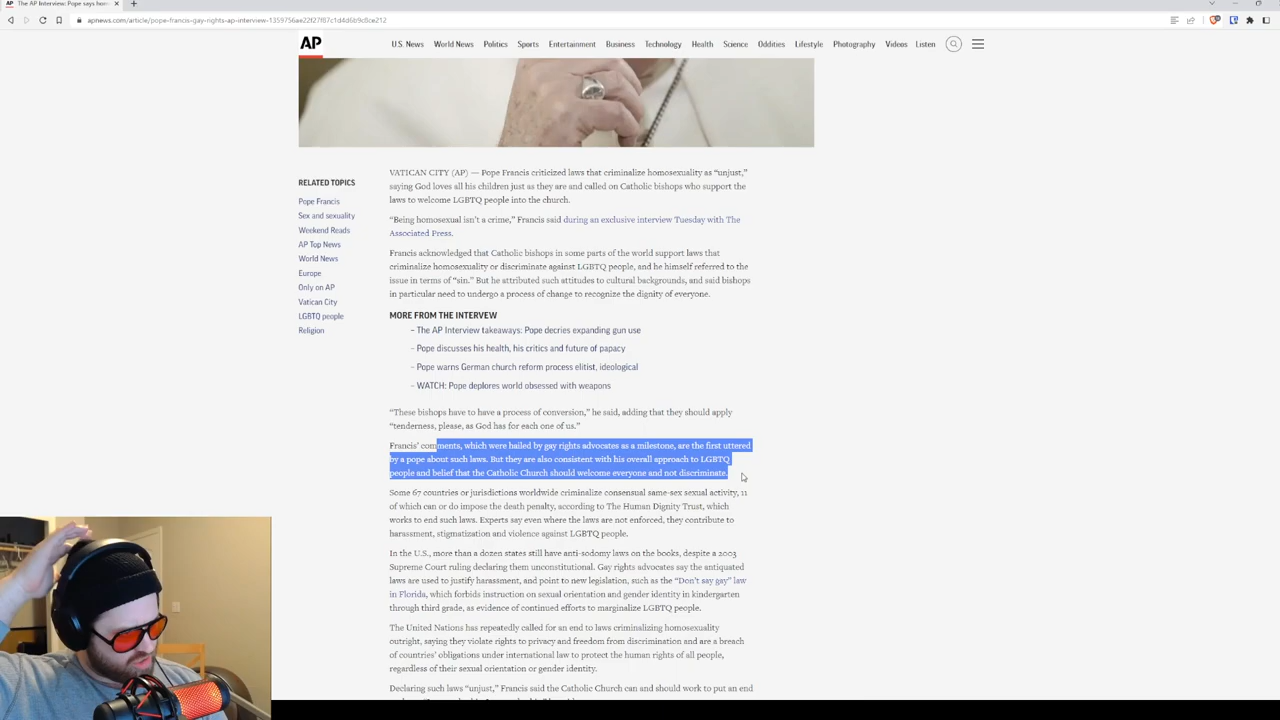 The AP Interview: Pope says hom
apnews.com/article/pope-francis-gay-rights-ap-interview-1359756ae22f27f87c1d4d6b9c8ce212
AP
U.S. News World News Politics Sports Entertainment Business Technology Health Science Oddities Lifestyle Photography Videos Listen
RELATED TOPICS
Pope Francis
Sex and sexuality
Weekend Reads
AP Top News
World News
Europe
Only on AP
Vatican City
LGBTQ people
Religion
VATICAN CITY (AP) — Pope Francis criticized laws that criminalize homosexuality as “unjust,”
saying God loves all his children just as they are and called on Catholic bishops who support the
laws to welcome LGBTQ people into the church.
“Being homosexual isn’t a crime,” Francis said during an exclusive interview Tuesday with The
Associated Press.
Francis acknowledged that Catholic bishops in some parts of the world support laws that
criminalize homosexuality or discriminate against LGBTQ people, and he himself referred to the
issue in terms of “sin.” But he attributed such attitudes to cultural backgrounds, and said bishops
in particular need to undergo a process of change to recognize the dignity of everyone.
MORE FROM THE INTERVIEW
– The AP Interview takeaways: Pope decries expanding gun use
– Pope discusses his health, his critics and future of papacy
– Pope warns German church reform process elitist, ideological
– WATCH: Pope deplores world obsessed with weapons
“These bishops have to have a process of conversion,” he said, adding that they should apply
“tenderness, please, as God has for each one of us.”
Francis’ comments, which were hailed by gay rights advocates as a milestone, are the first uttered
by a pope about such laws. But they are also consistent with his overall approach to LGBTQ
people and belief that the Catholic Church should welcome everyone and not discriminate.
Some 67 countries or jurisdictions worldwide criminalize consensual same-sex sexual activity, 11
of which can or do impose the death penalty, according to The Human Dignity Trust, which
works to end such laws. Experts say even where the laws are not enforced, they contribute to
harassment, stigmatization and violence against LGBTQ people.
In the U.S., more than a dozen states still have anti-sodomy laws on the books, despite a 2003
Supreme Court ruling declaring them unconstitutional. Gay rights advocates say the antiquated
laws are used to justify harassment, and point to new legislation, such as the “Don’t say gay” law
in Florida, which forbids instruction on sexual orientation and gender identity in kindergarten
through third grade, as evidence of continued efforts to marginalize LGBTQ people.
The United Nations has repeatedly called for an end to laws criminalizing homosexuality
outright, saying they violate rights to privacy and freedom from discrimination and are a breach
of countries’ obligations under international law to protect the human rights of all people,
regardless of their sexual orientation or gender identity.
Declaring such laws “unjust,” Francis said the Catholic Church can and should work to put an end